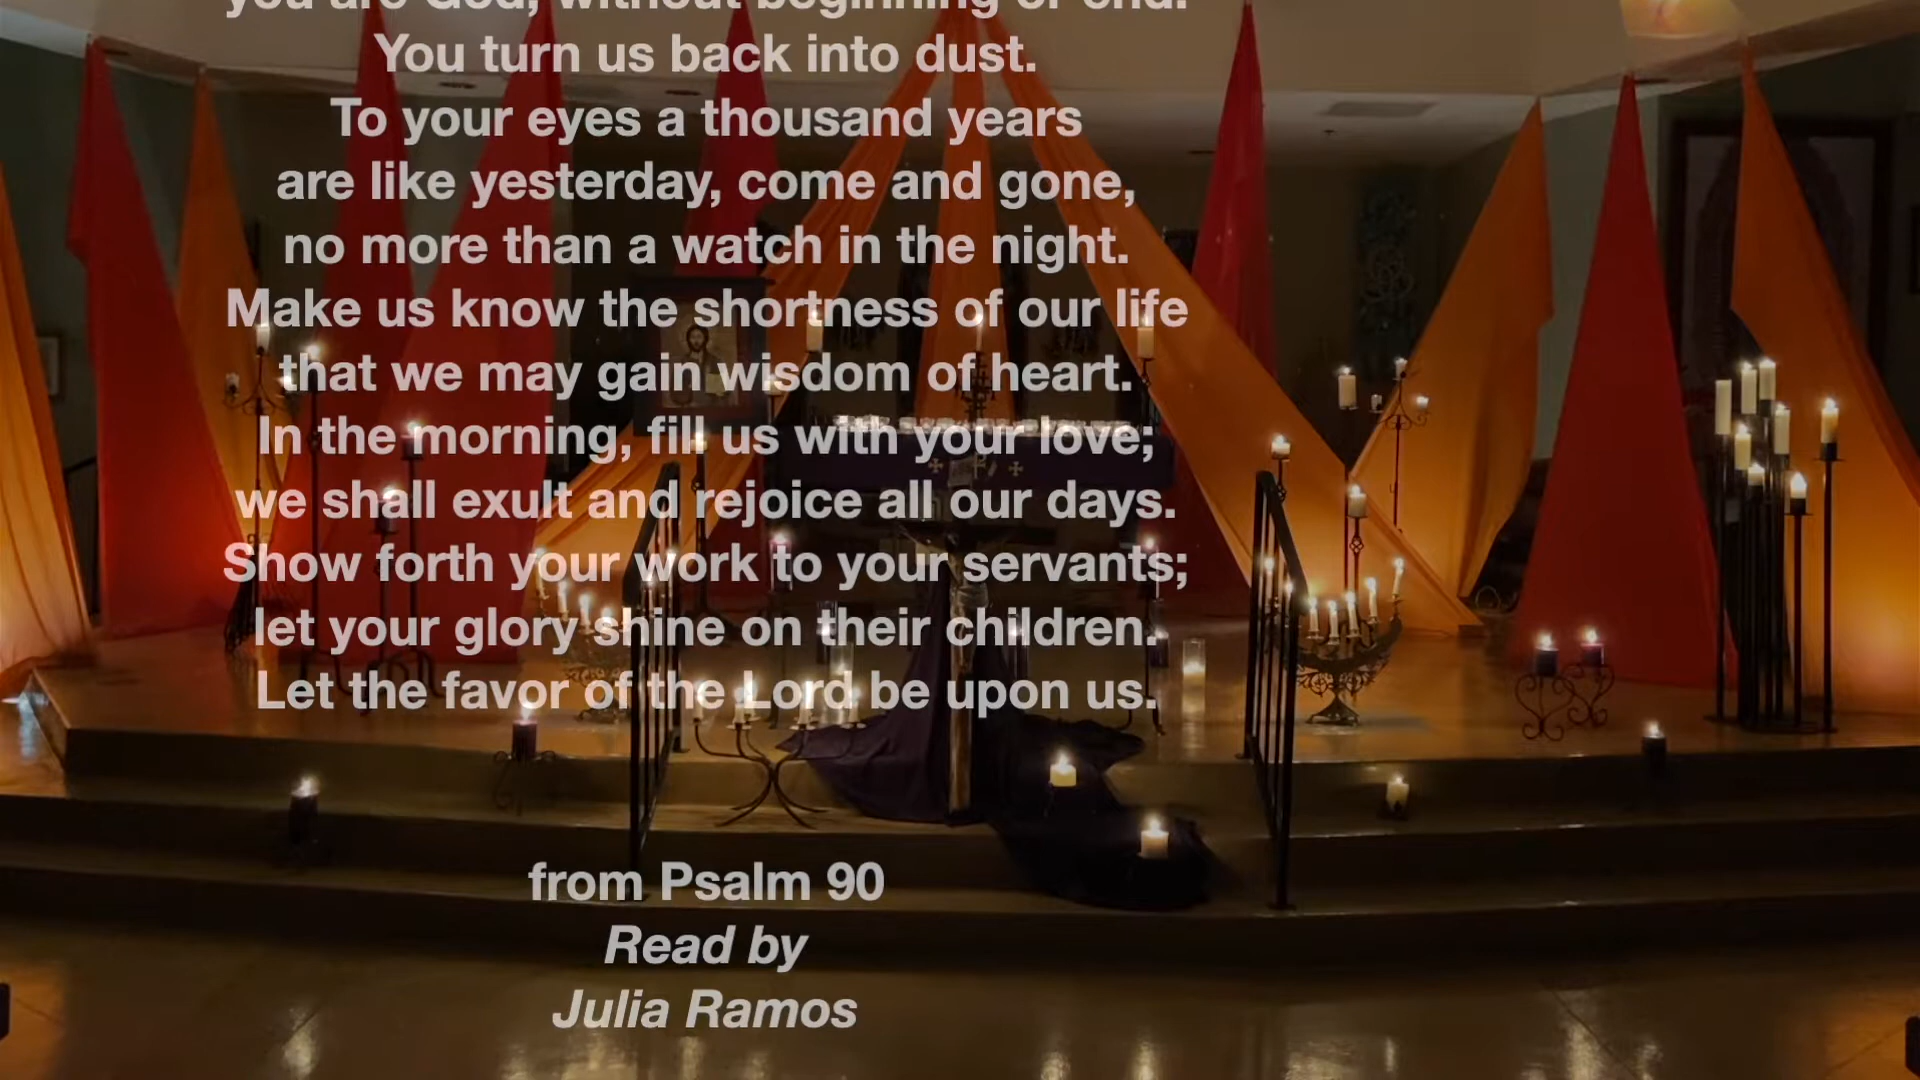 you are God, without beginning or end.
You turn us back into dust.
To your eyes a thousand years
are like yesterday, come and gone,
no more than a watch in the night.
Make us know the shortness of our life
that we may gain wisdom of heart.
In the morning, fill us with your love;
we shall exult and rejoice all our days.
Show forth your work to your servants;
let your glory shine on their children.
Let the favor of the Lord be upon us.
from Psalm 90
Read by
Julia Ramos